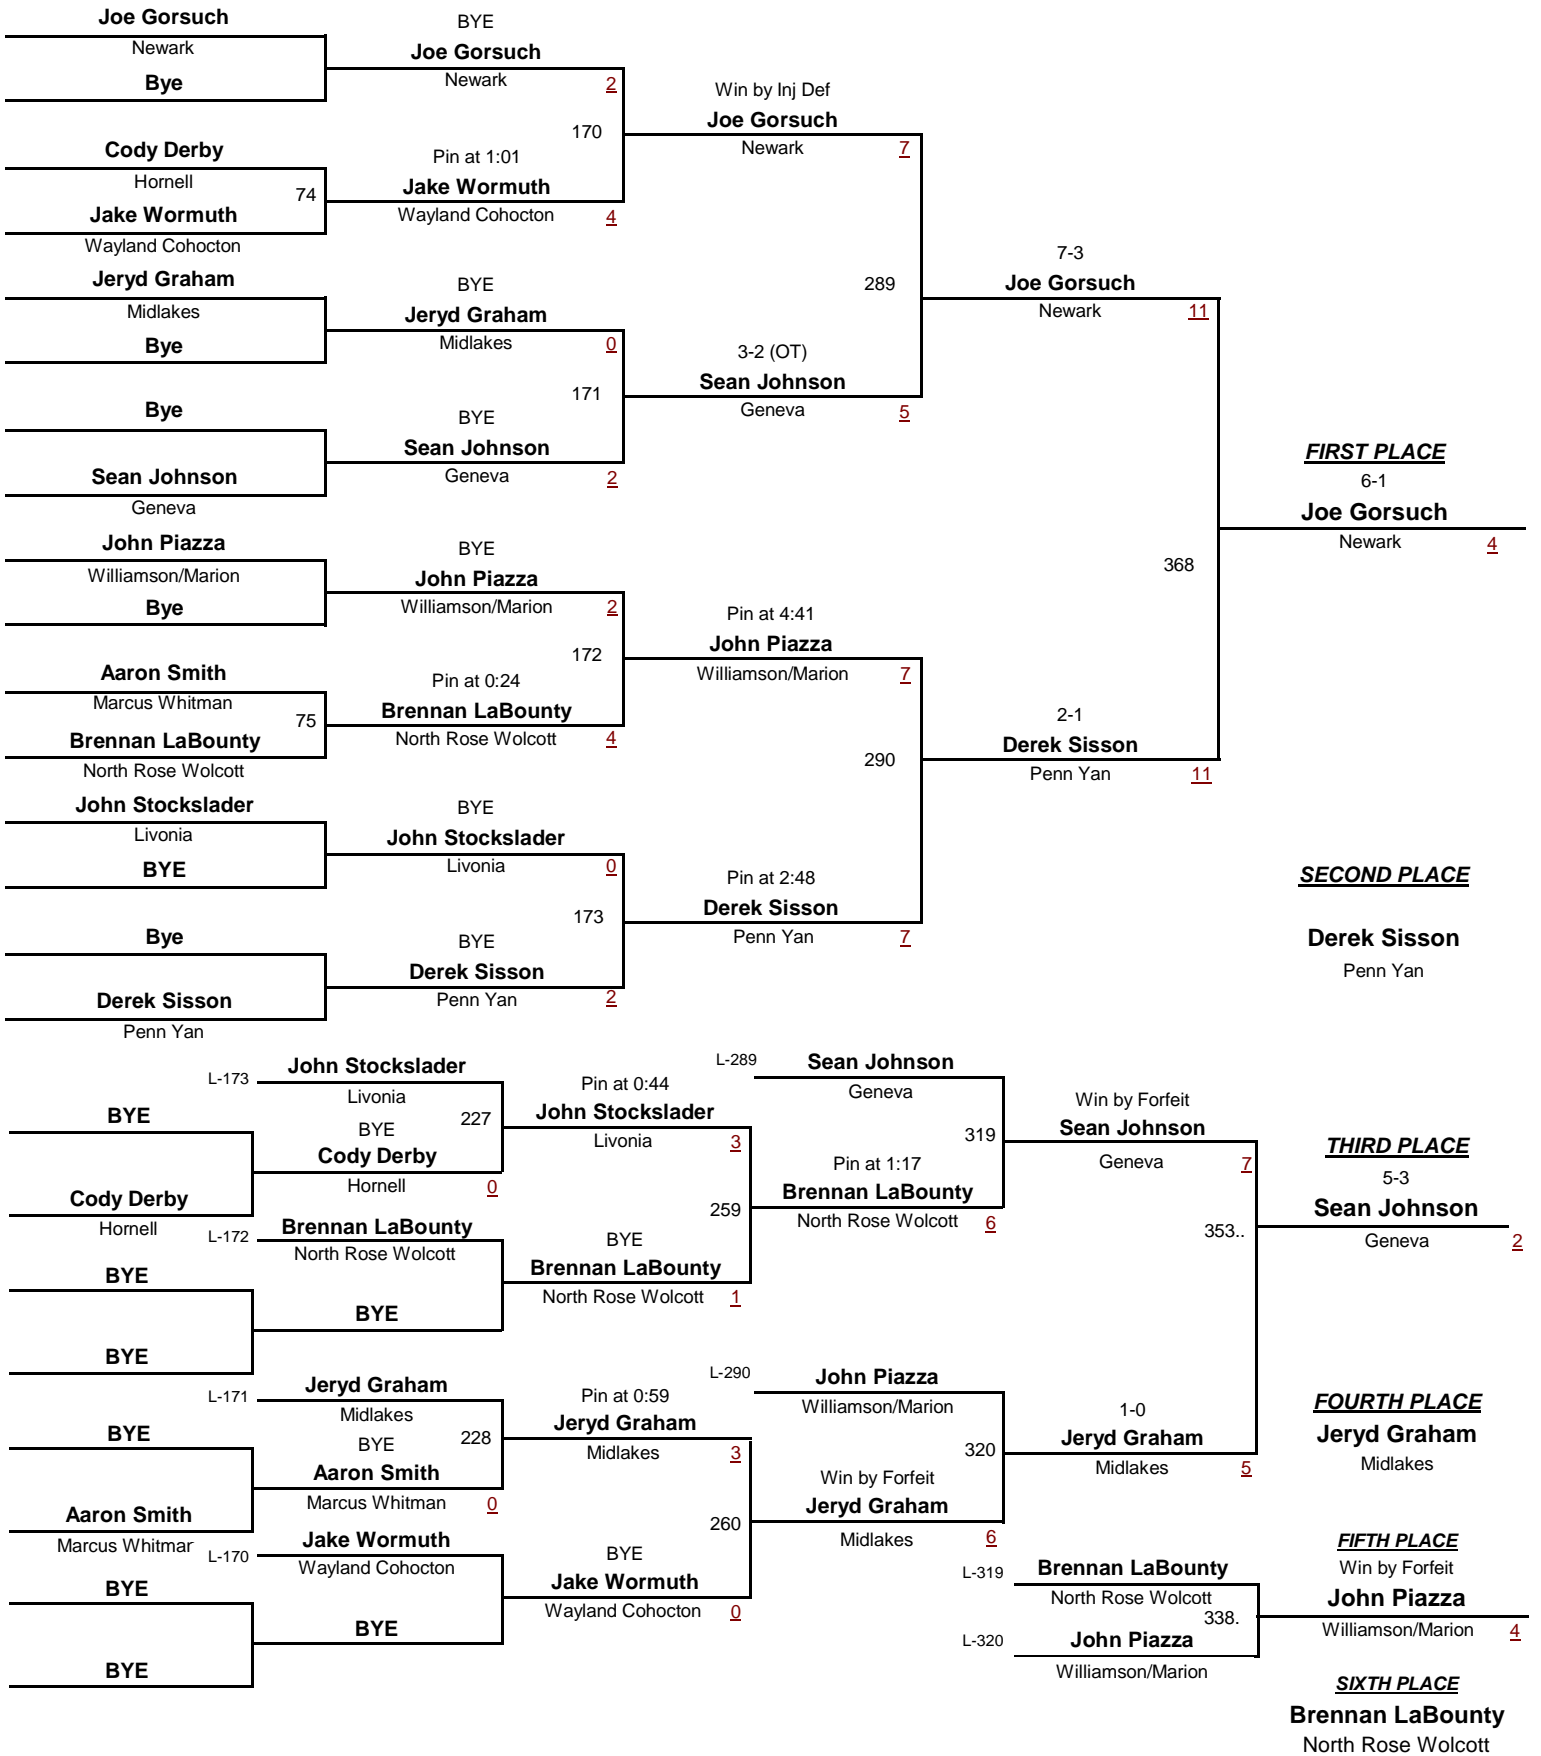 Joe Gorsuch
Newark
Bye
Cody Derby
Hornell
74
Jake Wormuth
Wayland Cohocton
Jeryd Graham
Midlakes
Bye
Bye
Sean Johnson
Geneva
John Piazza
Williamson/Marion
Bye
Aaron Smith
Marcus Whitman
75
Brennan LaBounty
North Rose Wolcott
John Stockslader
Livonia
BYE
Bye
Derek Sisson
Penn Yan
BYE
Joe Gorsuch
Newark 2
170
Pin at 1:01
Jake Wormuth
Wayland Cohocton 4
BYE
Jeryd Graham
Midlakes 0
171
BYE
Sean Johnson
Geneva 2
BYE
John Piazza
Williamson/Marion 2
172
Pin at 0:24
Brennan LaBounty
North Rose Wolcott 4
BYE
John Stockslader
Livonia 0
173
BYE
Derek Sisson
Penn Yan 2
Win by Inj Def
Joe Gorsuch
Newark 7
289
3-2 (OT)
Sean Johnson
Geneva 5
Pin at 4:41
John Piazza
Williamson/Marion 7
290
Pin at 2:48
Derek Sisson
Penn Yan 7
7-3
Joe Gorsuch
Newark 11
368
2-1
Derek Sisson
Penn Yan 11
FIRST PLACE
6-1
Joe Gorsuch
Newark 4
SECOND PLACE
Derek Sisson
Penn Yan
L-173 John Stockslader
Livonia
BYE
227
BYE
Cody Derby
Hornell 0
Cody Derby
Hornell
L-172 Brennan LaBounty
North Rose Wolcott
BYE
BYE
BYE
L-171 Jeryd Graham
Midlakes
BYE
228
BYE
Aaron Smith
Marcus Whitman 0
Aaron Smith
Marcus Whitmar
L-170 Jake Wormuth
Wayland Cohocton
BYE
BYE
BYE
Pin at 0:44
John Stockslader
Livonia 3
259
BYE
Brennan LaBounty
North Rose Wolcott 1
Pin at 0:59
Jeryd Graham
Midlakes 3
260
BYE
Jake Wormuth
Wayland Cohocton 0
L-289 Sean Johnson
Geneva
319
Pin at 1:17
Brennan LaBounty
North Rose Wolcott 6
L-290 John Piazza
Williamson/Marion
320
Win by Forfeit
Jeryd Graham
Midlakes 6
Win by Forfeit
Sean Johnson
Geneva 7
353..
1-0
Jeryd Graham
Midlakes 5
L-319 Brennan LaBounty
North Rose Wolcott
338.
L-320 John Piazza
Williamson/Marion
THIRD PLACE
5-3
Sean Johnson
Geneva 2
FOURTH PLACE
Jeryd Graham
Midlakes
FIFTH PLACE
Win by Forfeit
John Piazza
Williamson/Marion 4
SIXTH PLACE
Brennan LaBounty
North Rose Wolcott